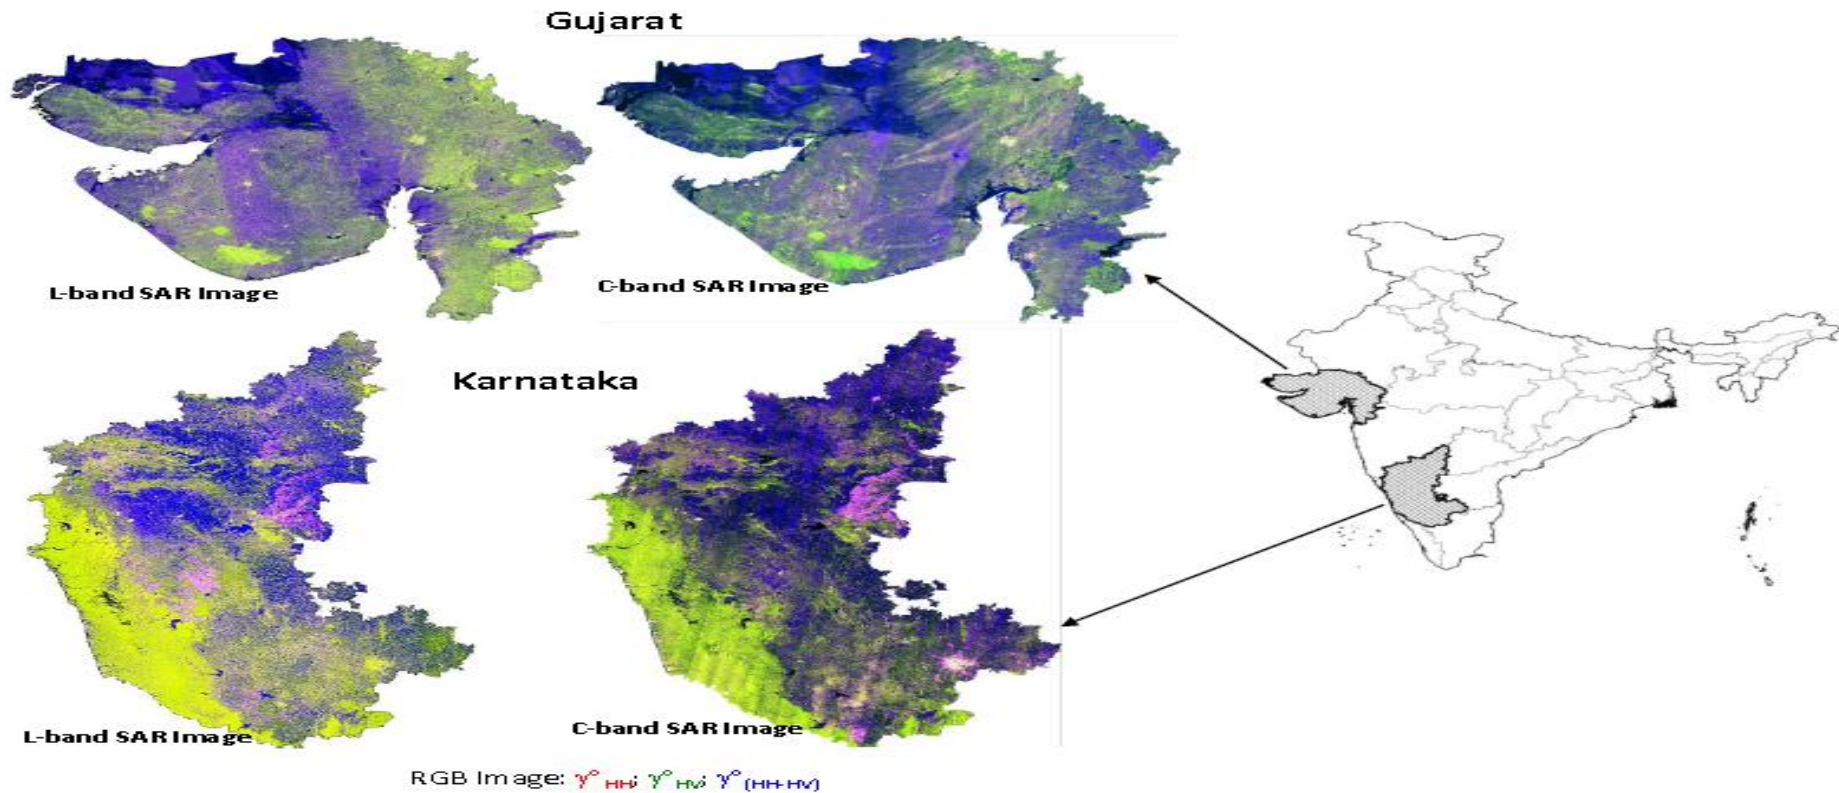 Gujarat
L-band SAR Image
C-band SAR Image
Karnataka
L-band SAR Image
C-band SAR Image
RGB Image: γ° HH; γ° HV; γ° (HH-HV)